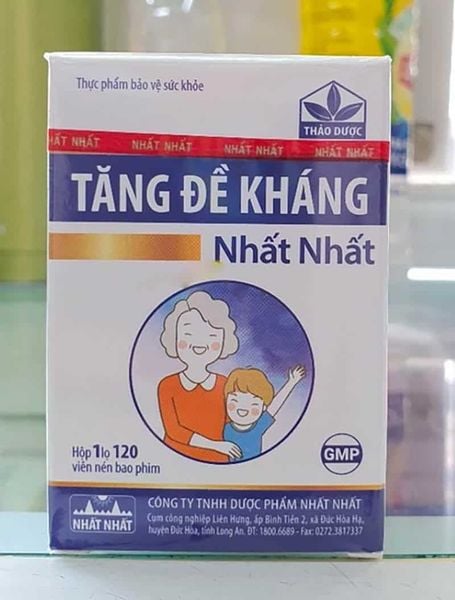 Thực phẩm bảo vệ sức khỏe
THẢO DƯỢC
NHẤT NHẤT NHẤT NHẤT NHẤT NHẤT NHẤT NHẤT
TĂNG ĐỀ KHÁNG
Nhất Nhất
Hộp 1 lọ 120
viên nén bao phim
GMP
NHẤT NHẤT
CÔNG TY TNHH DƯỢC PHẨM NHẤT NHẤT
Cụm công nghiệp Liên Hưng, ấp Bình Tiền 2, xã Đức Hòa Hạ,
huyện Đức Hòa, tỉnh Long An. ĐT: 1800.6689 - Fax: 0272.3817337